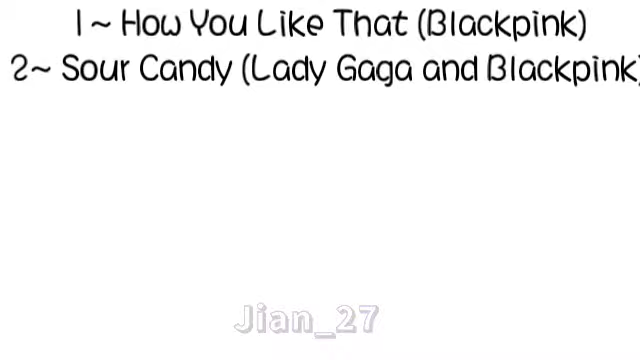 1 ~ How You Like That (Blackpink)
2~ Sour Candy (Lady Gaga and Blackpink)
Jian_27